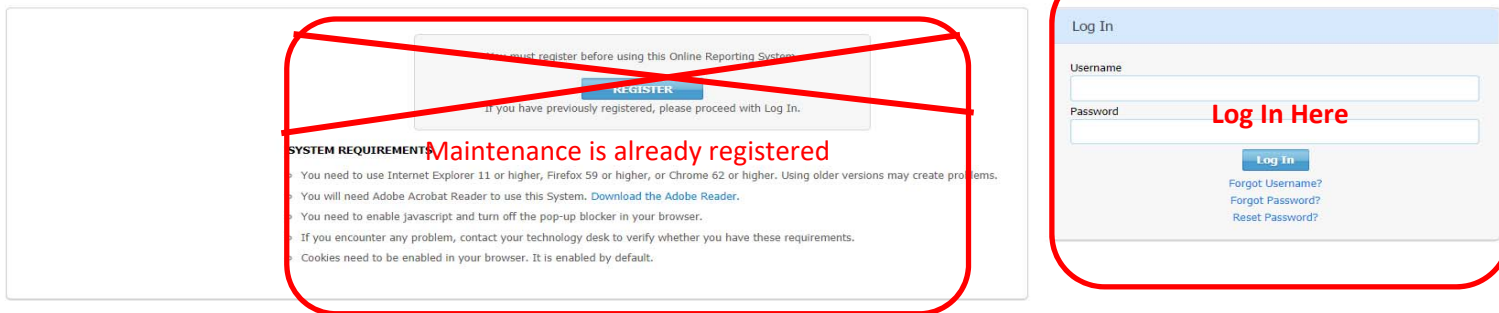 You must register before using this Online Reporting System
REGISTER
If you have previously registered, please proceed with Log In.
Maintenance is already registered
SYSTEM REQUIREMENTS
You need to use Internet Explorer 11 or higher, Firefox 59 or higher, or Chrome 62 or higher. Using older versions may create problems.
You will need Adobe Acrobat Reader to use this System. Download the Adobe Reader.
You need to enable javascript and turn off the pop-up blocker in your browser.
If you encounter any problem, contact your technology desk to verify whether you have these requirements.
Cookies need to be enabled in your browser. It is enabled by default.
Log In
Username
Password
Log In Here
Log In
Forgot Username?
Forgot Password?
Reset Password?